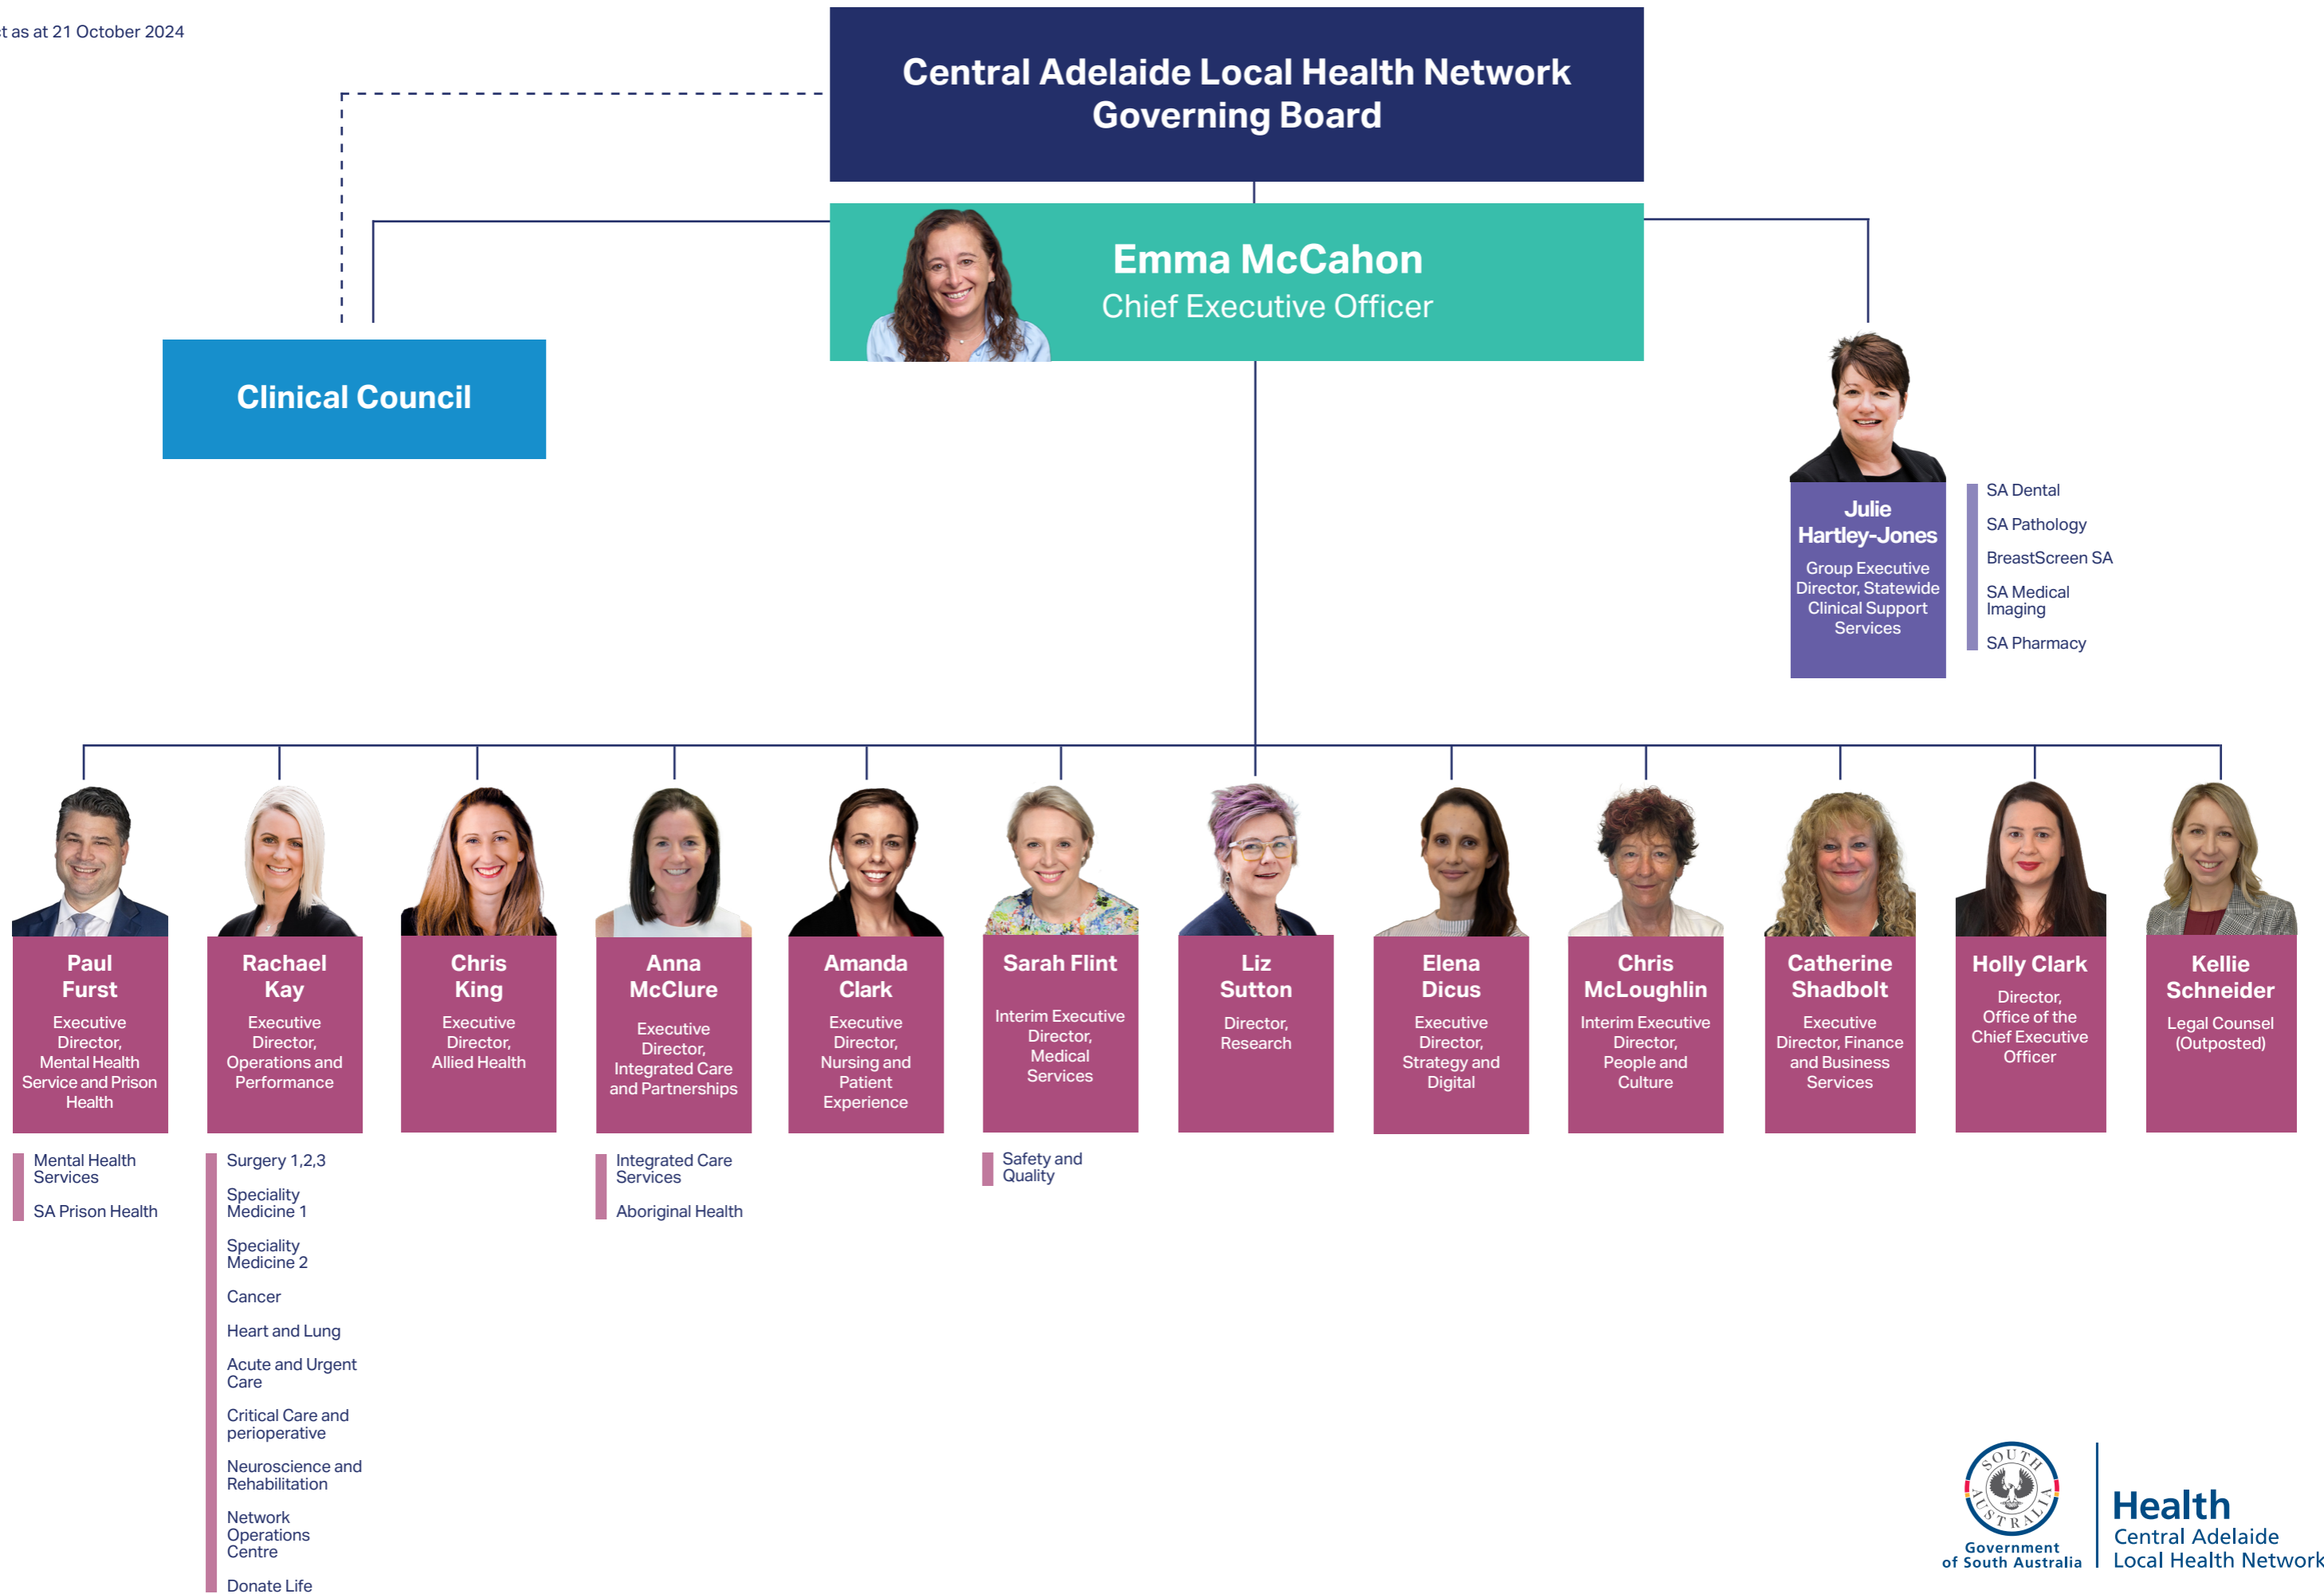 as at 21 October 2024
Central Adelaide Local Health Network
Governing Board
Emma McCahon
Chief Executive Officer
Clinical Council
Julie
Hartley-Jones
Group Executive
Director, Statewide
Clinical Support
Services
SA Dental
SA Pathology
BreastScreen SA
SA Medical
Imaging
SA Pharmacy
Paul
Furst
Executive
Director,
Mental Health
Service and Prison
Health
Mental Health
Services
SA Prison Health
Rachael
Kay
Executive
Director,
Operations and
Performance
Surgery 1,2,3
Speciality
Medicine 1
Speciality
Medicine 2
Cancer
Heart and Lung
Acute and Urgent
Care
Critical Care and
perioperative
Neuroscience and
Rehabilitation
Network
Operations
Centre
Donate Life
Chris
King
Executive
Director,
Allied Health
Anna
McClure
Executive
Director,
Integrated Care
and Partnerships
Integrated Care
Services
Aboriginal Health
Amanda
Clark
Executive
Director,
Nursing and
Patient
Experience
Sarah Flint
Interim Executive
Director,
Medical
Services
Safety and
Quality
Liz
Sutton
Director,
Research
Elena
Dicus
Executive
Director,
Strategy and
Digital
Chris
McLoughlin
Interim Executive
Director,
People and
Culture
Catherine
Shadbolt
Executive
Director, Finance
and Business
Services
Holly Clark
Director,
Office of the
Chief Executive
Officer
Kellie
Schneider
Legal Counsel
(Outposted)
SOUTH
AUSTRALIA
Government
of South Australia
Health
Central Adelaide
Local Health Network